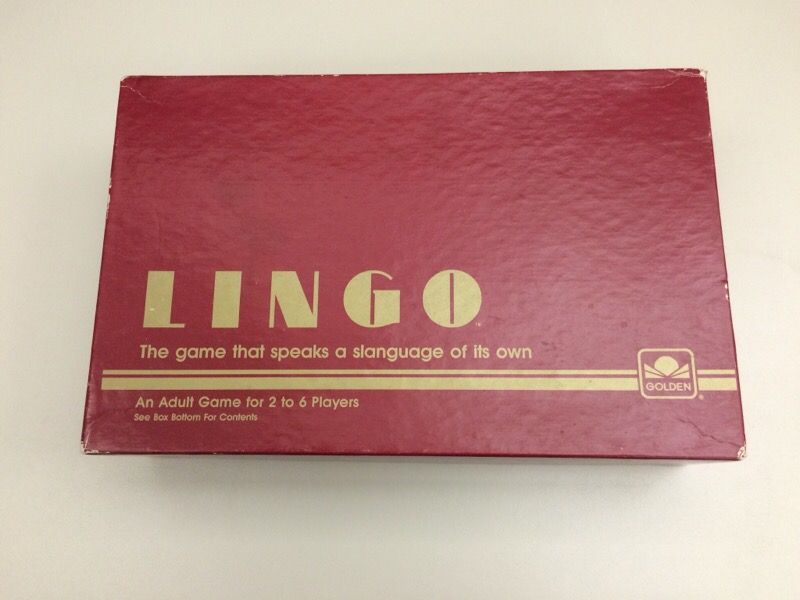 LINGO
The game that speaks a slanguage of its own
GOLDEN
An Adult Game for 2 to 6 Players
See Box Bottom For Contents